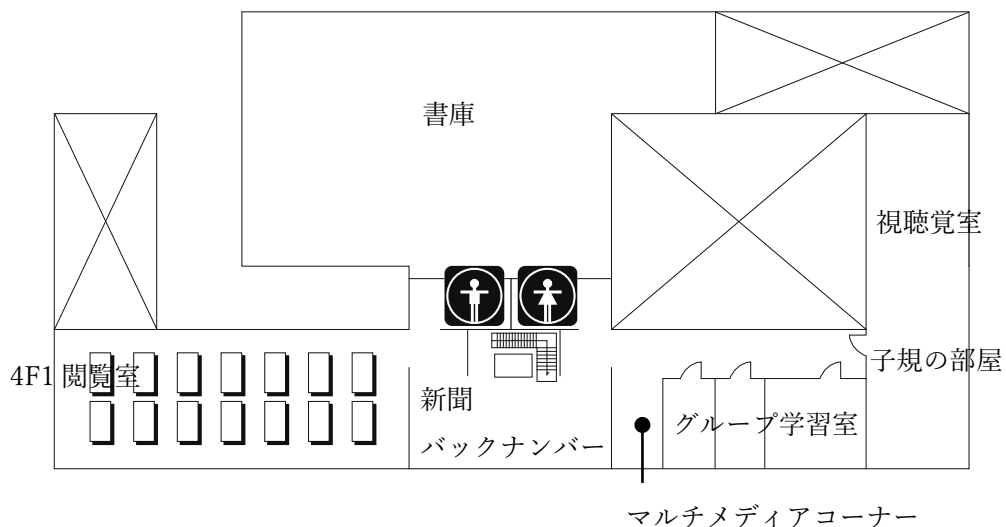 書庫
視聴覚室
4F1 閲覧室
子規の部屋
新聞
バックナンバー
グループ学習室
マルチメディアコーナー